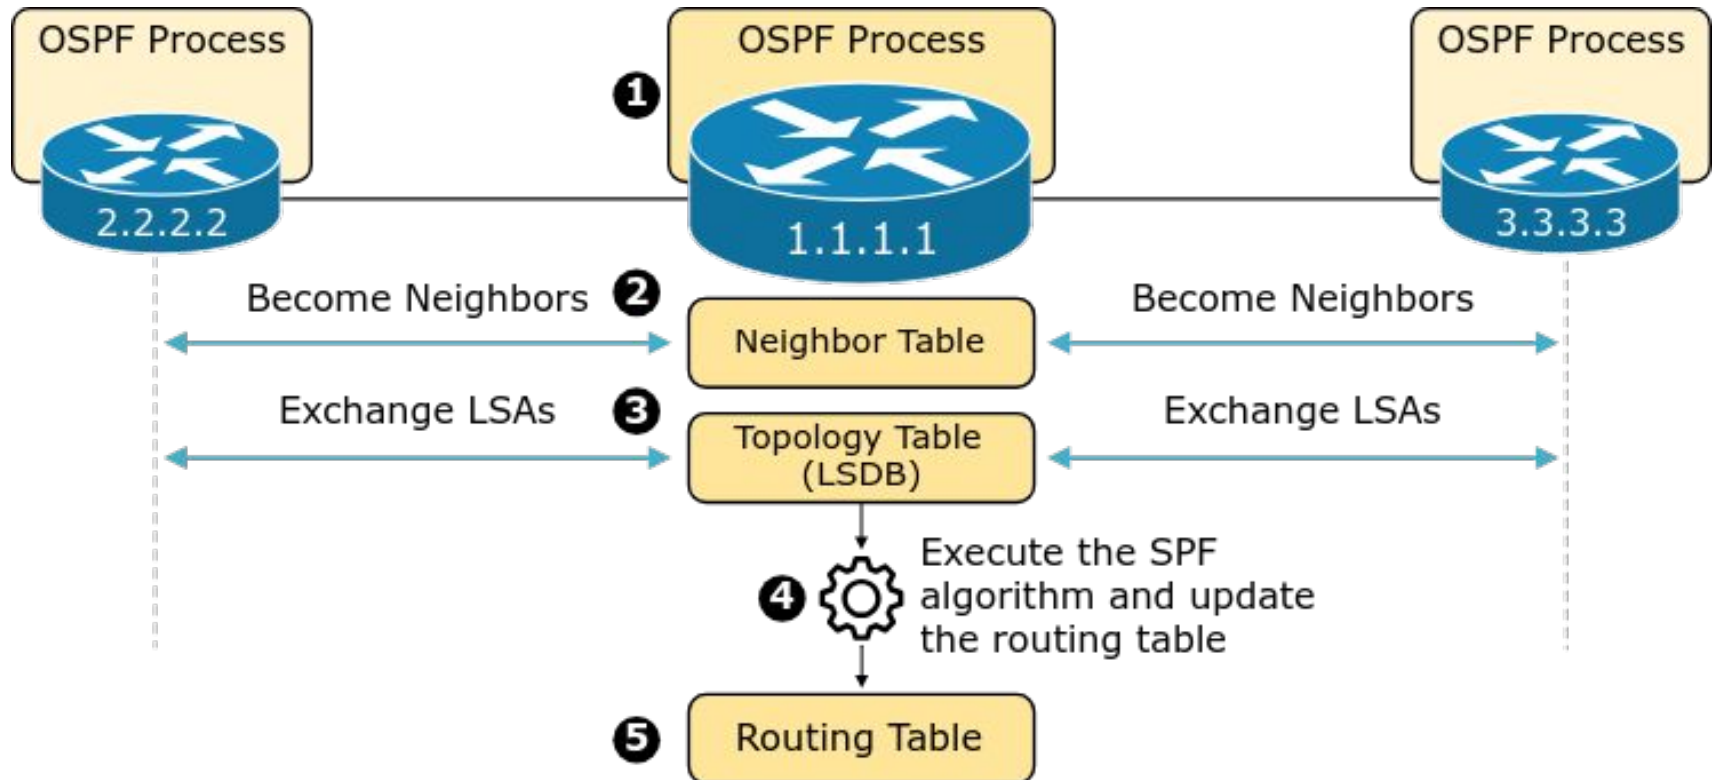 OSPF Process
OSPF Process
OSPF Process
1
2.2.2.2
1.1.1.1
3.3.3.3
Become Neighbors
2
Become Neighbors
Neighbor Table
Exchange LSAs
3
Exchange LSAs
Topology Table
(LSDB)
4
Execute the SPF
algorithm and update
the routing table
5
Routing Table